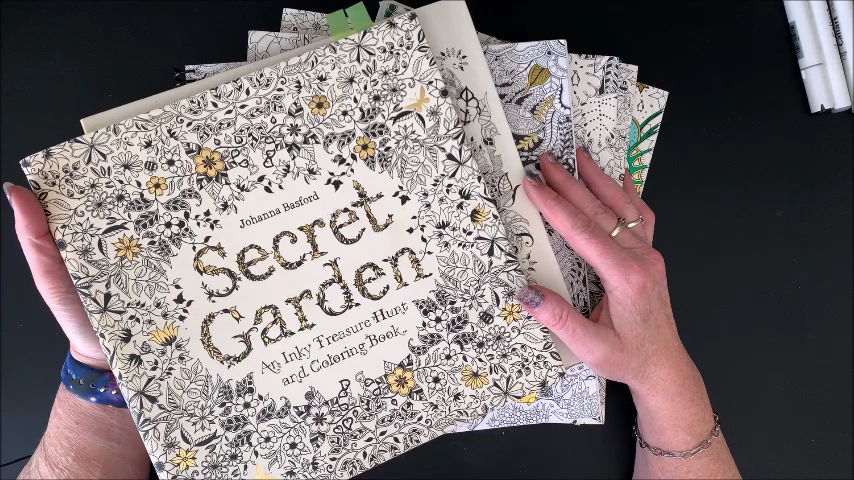 Johanna Basford
Secret
Garden
An Inky Treasure Hunt
and Coloring Book